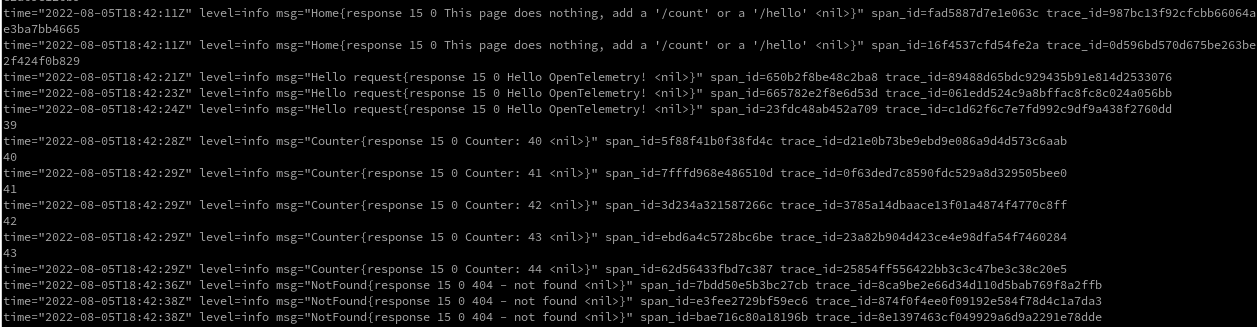 time="2022-08-05T18:42:11Z" level=info msg="Home{response 15 0 This page does nothing, add a '/count' or a '/hello' <nil>}" span_id=fad5887d7e1e063c trace_id=987bc13f92cfcbb66064a
e3ba7bb4665
time="2022-08-05T18:42:11Z" level=info msg="Home{response 15 0 This page does nothing, add a '/count' or a '/hello' <nil>}" span_id=16f4537cfd54fe2a trace_id=0d596bd570d675be263be
2f424f0b829
time="2022-08-05T18:42:21Z" level=info msg="Hello request{response 15 0 Hello OpenTelemetry! <nil>}" span_id=650b2f8be48c2ba8 trace_id=89488d65bdc929435b91e814d2533076
time="2022-08-05T18:42:23Z" level=info msg="Hello request{response 15 0 Hello OpenTelemetry! <nil>}" span_id=665782e2f8e6d53d trace_id=061edd524c9a8bffac8fc8c024a056bb
time="2022-08-05T18:42:24Z" level=info msg="Hello request{response 15 0 Hello OpenTelemetry! <nil>}" span_id=23fdc48ab452a709 trace_id=c1d62f6c7e7fd992c9df9a438f2760dd
39
time="2022-08-05T18:42:28Z" level=info msg="Counter{response 15 0 Counter: 40 <nil>}" span_id=5f88f41b0f38fd4c trace_id=d21e0b73be9ebd9e086a9d4d573c6aab
40
time="2022-08-05T18:42:29Z" level=info msg="Counter{response 15 0 Counter: 41 <nil>}" span_id=7fffd968e486510d trace_id=0f63ded7c8590fdc529a8d329505bee0
41
time="2022-08-05T18:42:29Z" level=info msg="Counter{response 15 0 Counter: 42 <nil>}" span_id=3d234a321587266c trace_id=3785a14dbaace13f01a4874f4770c8ff
42
time="2022-08-05T18:42:29Z" level=info msg="Counter{response 15 0 Counter: 43 <nil>}" span_id=ebd6a4c5728bc6be trace_id=23a82b904d423ce4e98dfa54f7460284
43
time="2022-08-05T18:42:29Z" level=info msg="Counter{response 15 0 Counter: 44 <nil>}" span_id=62d56433fbd7c387 trace_id=25854ff556422bb3c3c47be3c38c20e5
time="2022-08-05T18:42:36Z" level=info msg="NotFound{response 15 0 404 - not found <nil>}" span_id=7bdd50e5b3bc27cb trace_id=8ca9be2e66d34d110d5bab769f8a2ffb
time="2022-08-05T18:42:38Z" level=info msg="NotFound{response 15 0 404 - not found <nil>}" span_id=e3fee2729bf59ec6 trace_id=874f0f4ee0f09192e584f78d4c1a7da3
time="2022-08-05T18:42:38Z" level=info msg="NotFound{response 15 0 404 - not found <nil>}" span_id=bae716c80a18196b trace_id=8e1397463cf049929a6d9a2291e78dde